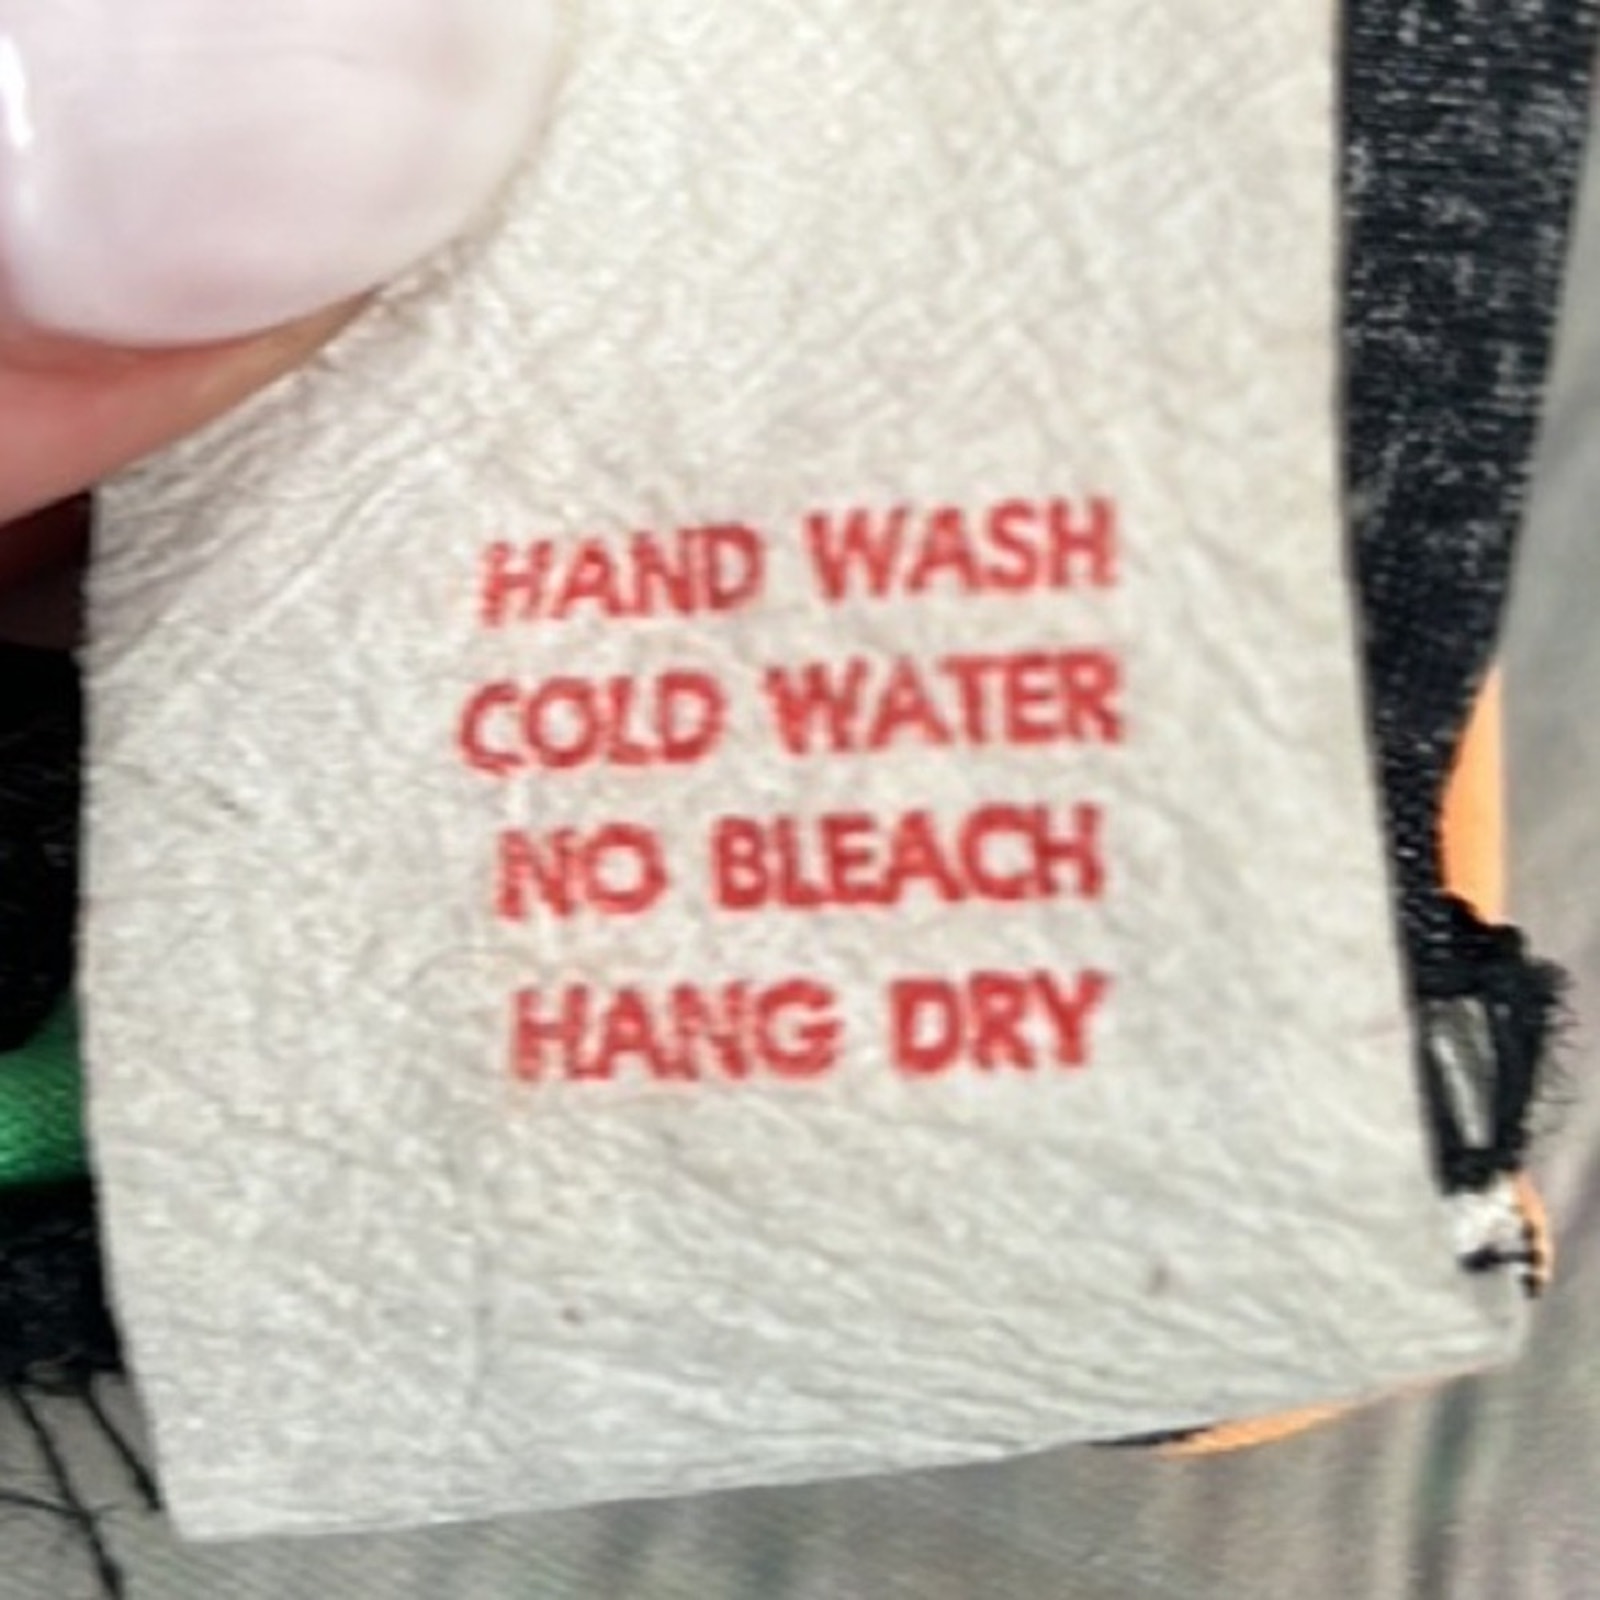 HAND WASH
COLD WATER
NO BLEACH
HANG DRY